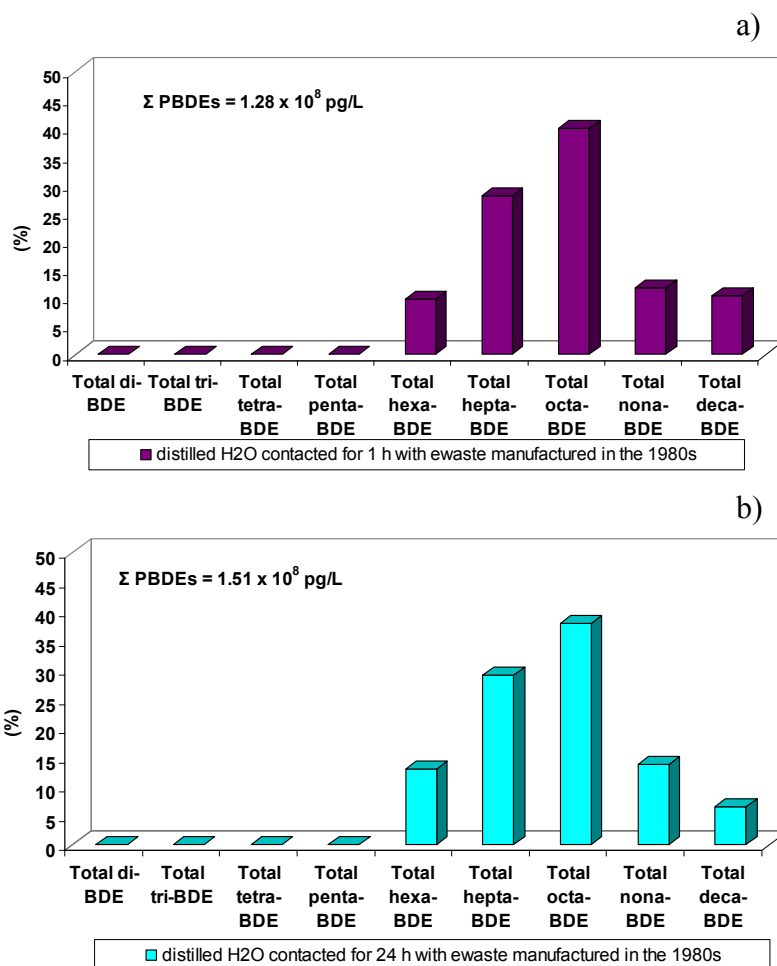 a)
Σ PBDEs = 1.28 x 10⁸ pg/L
50
45
40
35
30
25
20
15
10
5
0
(%)
Total di- Total tri- Total Total Total Total Total Total Total
BDE BDE tetra- penta- hexa- hepta- octa- nona- deca-
BDE BDE BDE BDE BDE BDE BDE
distilled H2O contacted for 1 h with ewaste manufactured in the 1980s
b)
Σ PBDEs = 1.51 x 10⁸ pg/L
50
45
40
35
30
25
20
15
10
5
0
(%)
Total di- Total Total Total Total Total Total Total Total
BDE tri-BDE tetra- penta- hexa- hepta- octa- nona- deca-
BDE BDE BDE BDE BDE BDE BDE
distilled H2O contacted for 24 h with ewaste manufactured in the 1980s